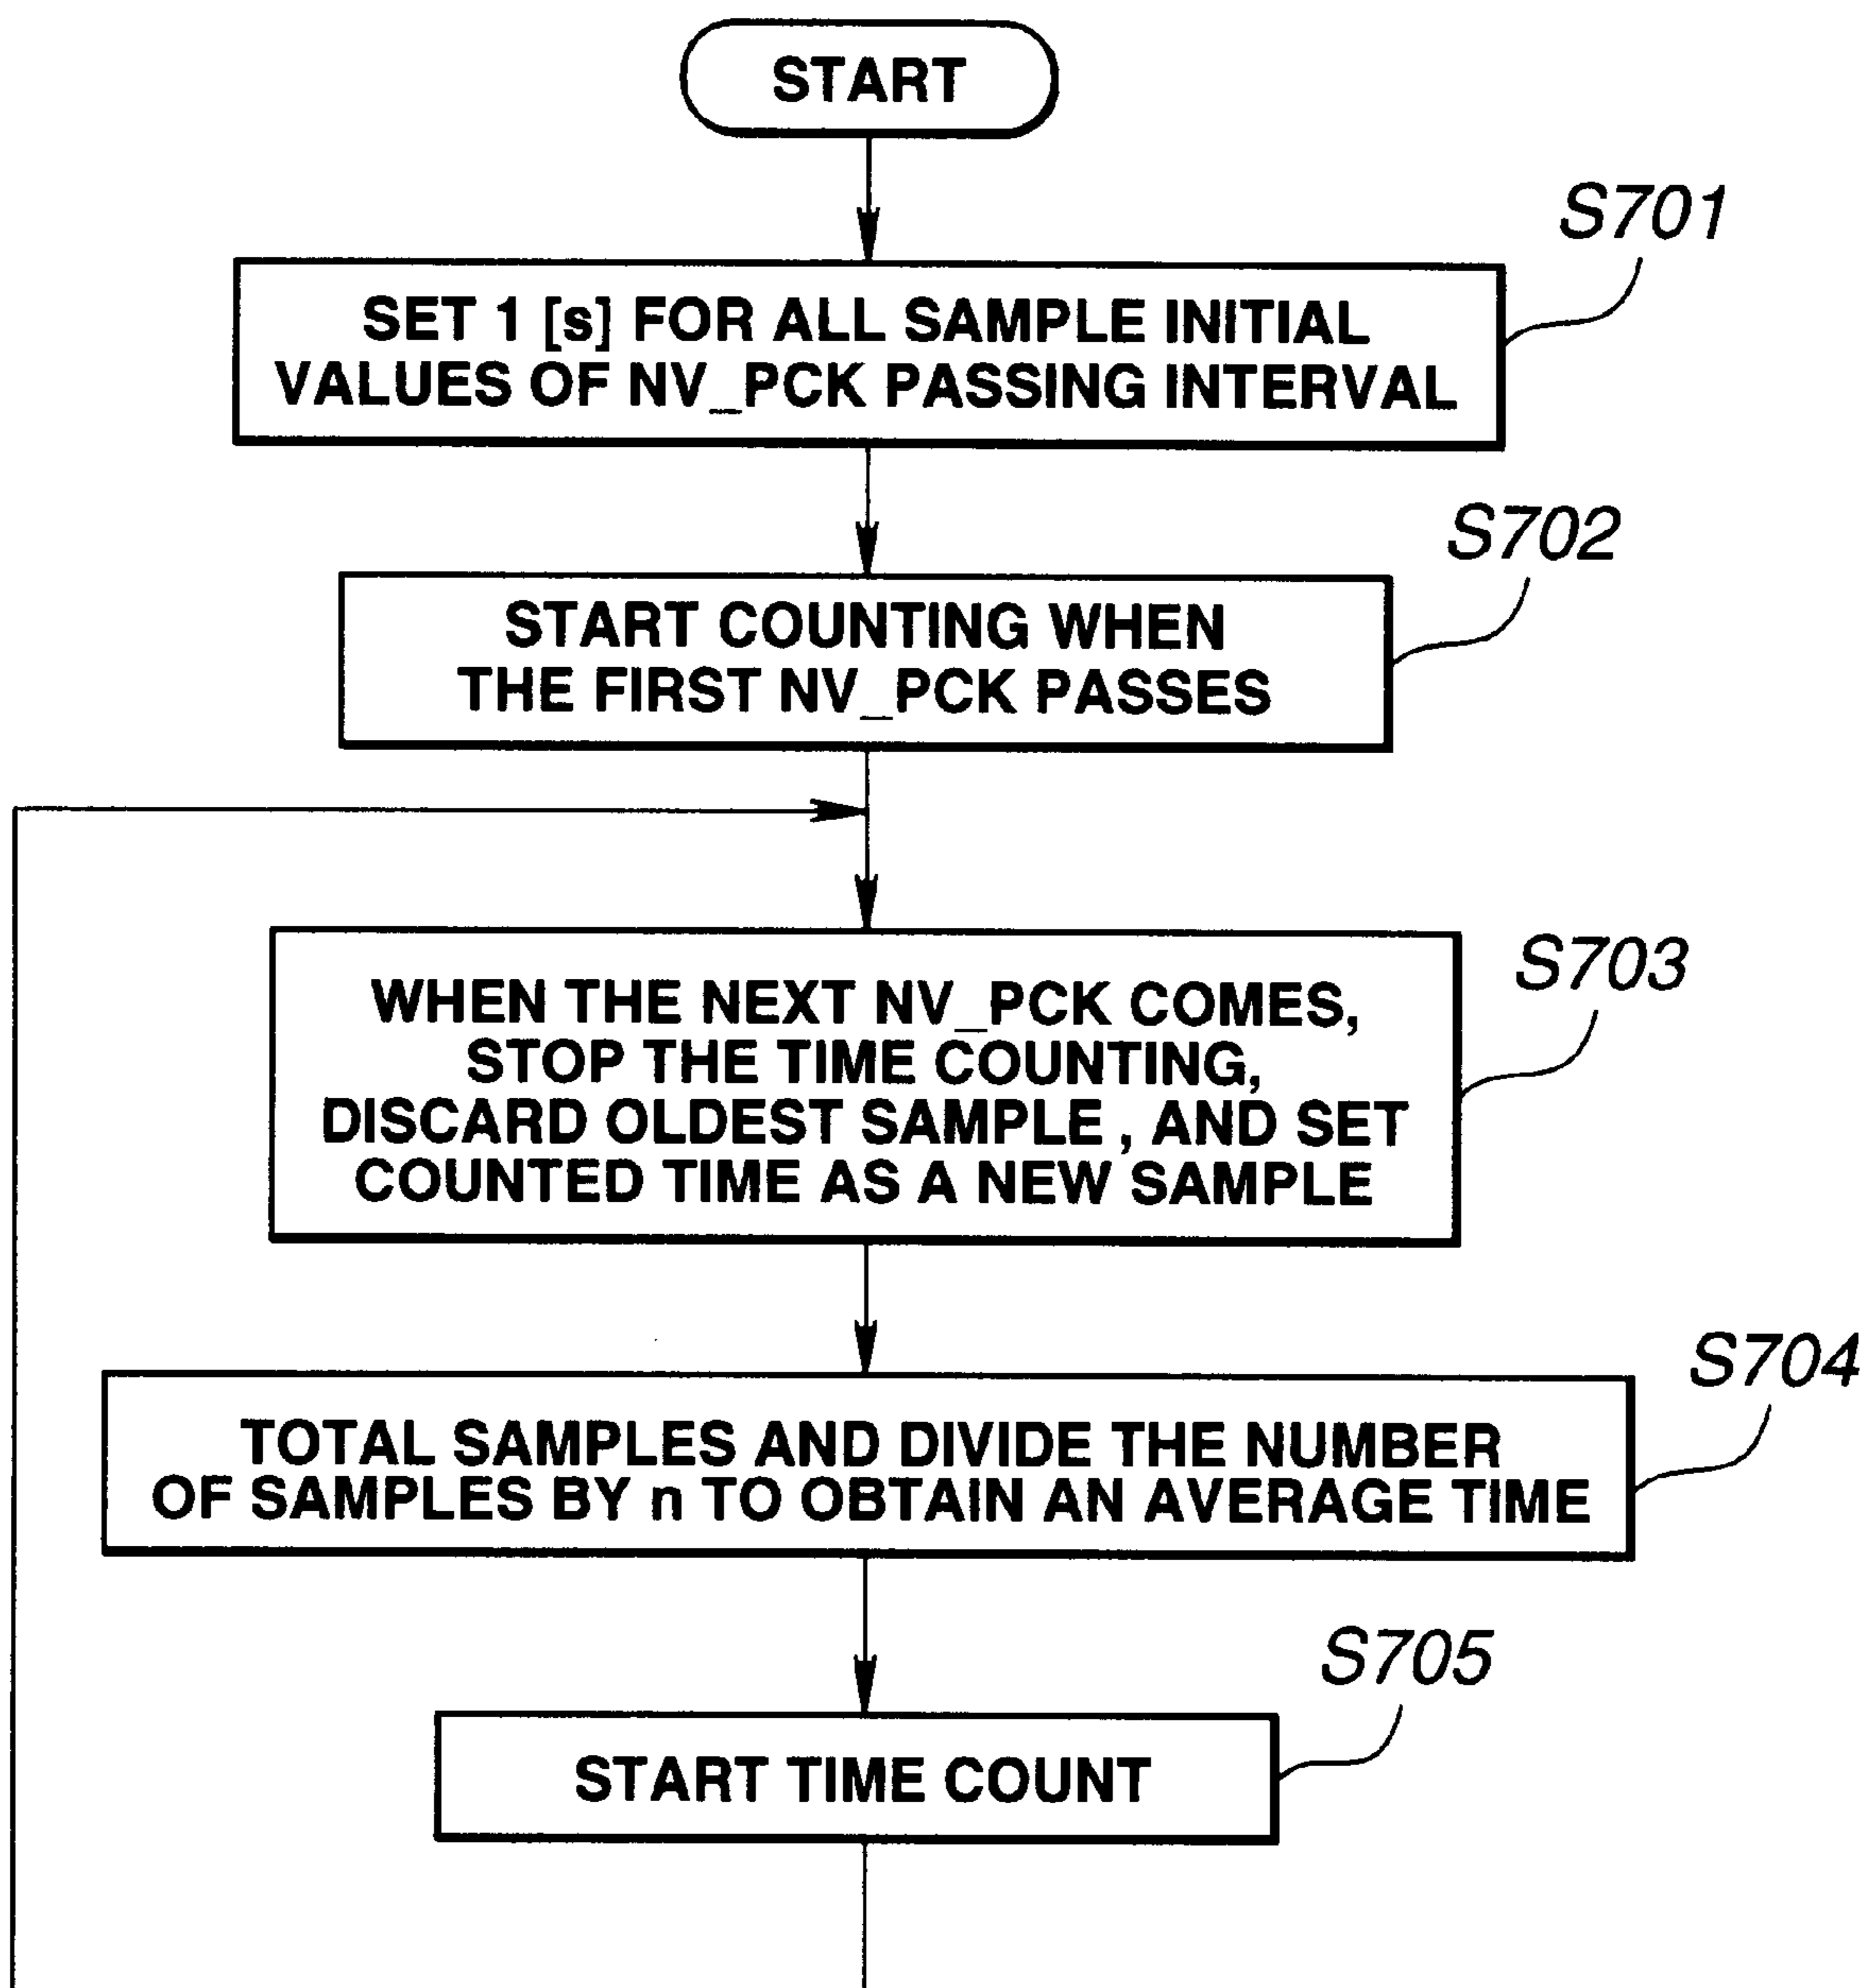 START
S701
SET 1 [s] FOR ALL SAMPLE INITIAL
VALUES OF NV_PCK PASSING INTERVAL
S702
START COUNTING WHEN
THE FIRST NV_PCK PASSES
S703
WHEN THE NEXT NV_PCK COMES,
STOP THE TIME COUNTING,
DISCARD OLDEST SAMPLE , AND SET
COUNTED TIME AS A NEW SAMPLE
S704
TOTAL SAMPLES AND DIVIDE THE NUMBER
OF SAMPLES BY n TO OBTAIN AN AVERAGE TIME
S705
START TIME COUNT